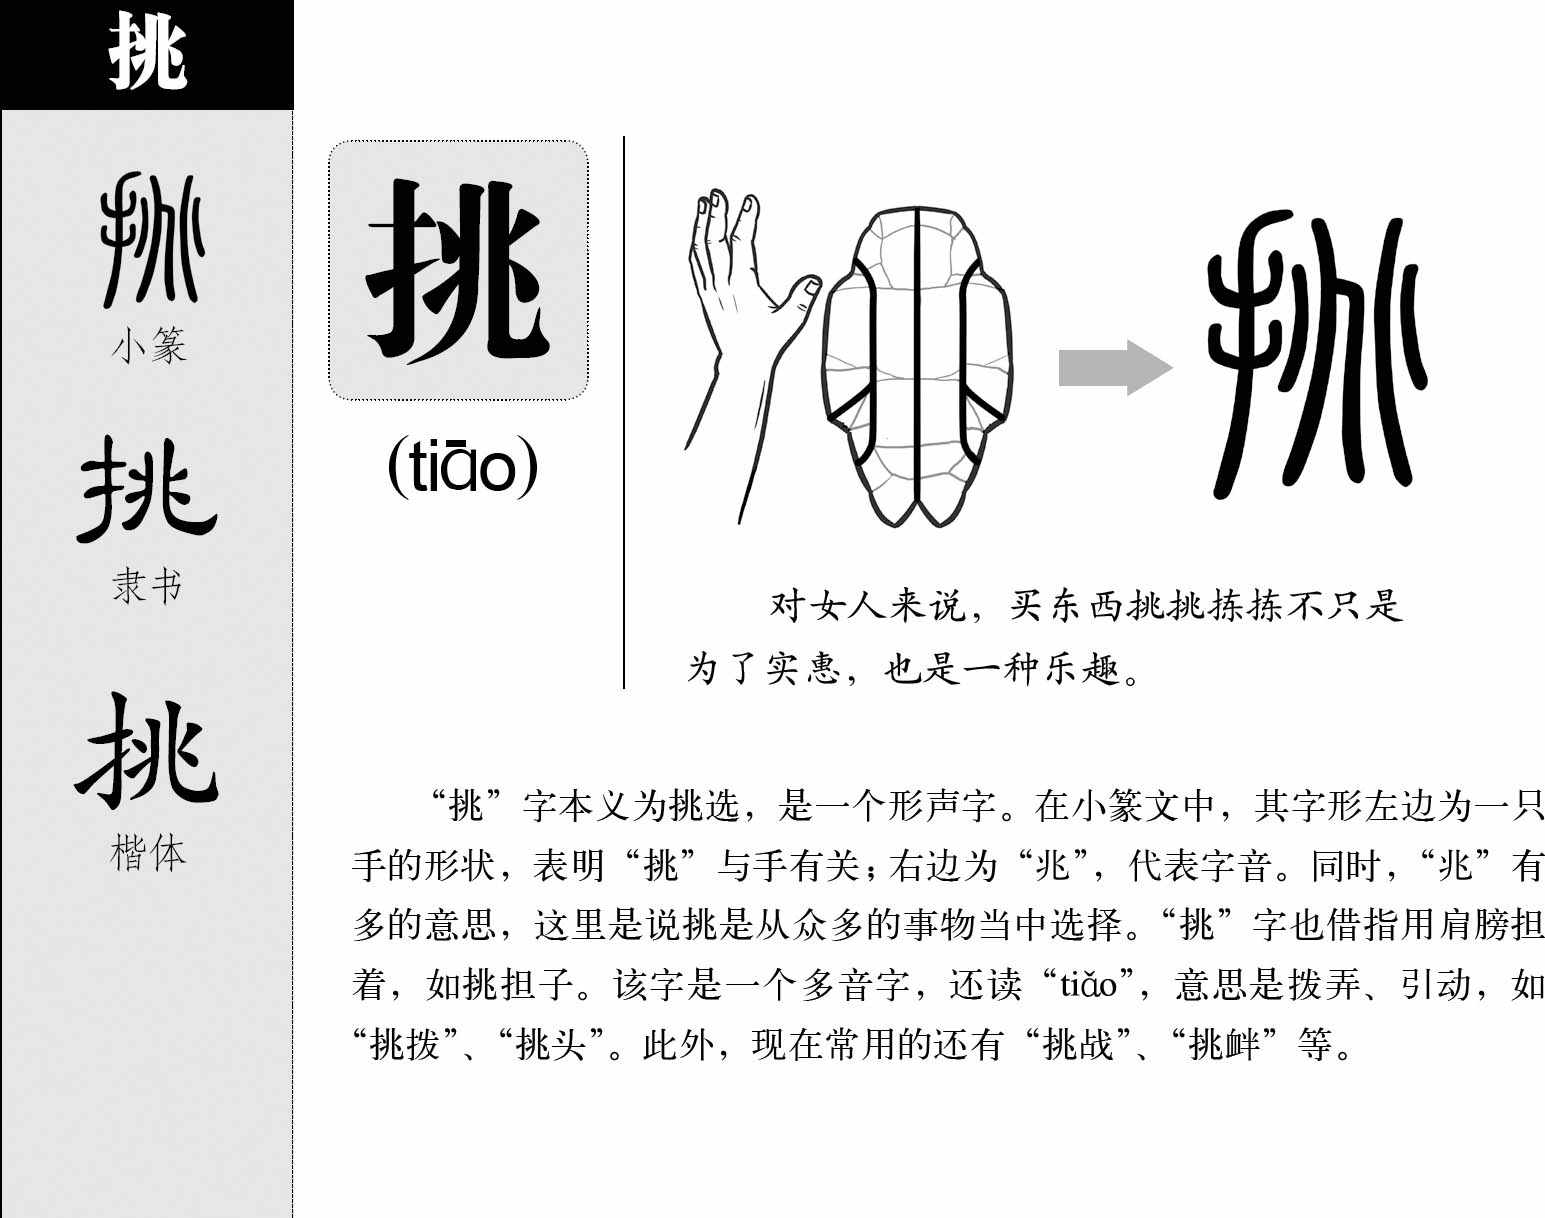 挑
挑
小篆
挑
隶书
挑
楷体
挑
(tiāo)
挑
对女人来说，买东西挑挑拣拣不只是
为了实惠，也是一种乐趣。
“挑”字本义为挑选，是一个形声字。在小篆文中，其字形左边为一只
手的形状，表明“挑”与手有关；右边为“兆”，代表字音。同时，“兆”有
多的意思，这里是说挑是从众多的事物当中选择。“挑”字也借指用肩膀担
着，如挑担子。该字是一个多音字，还读“tiǎo”，意思是拨弄、引动，如
“挑拨”、“挑头”。此外，现在常用的还有“挑战”、“挑衅”等。